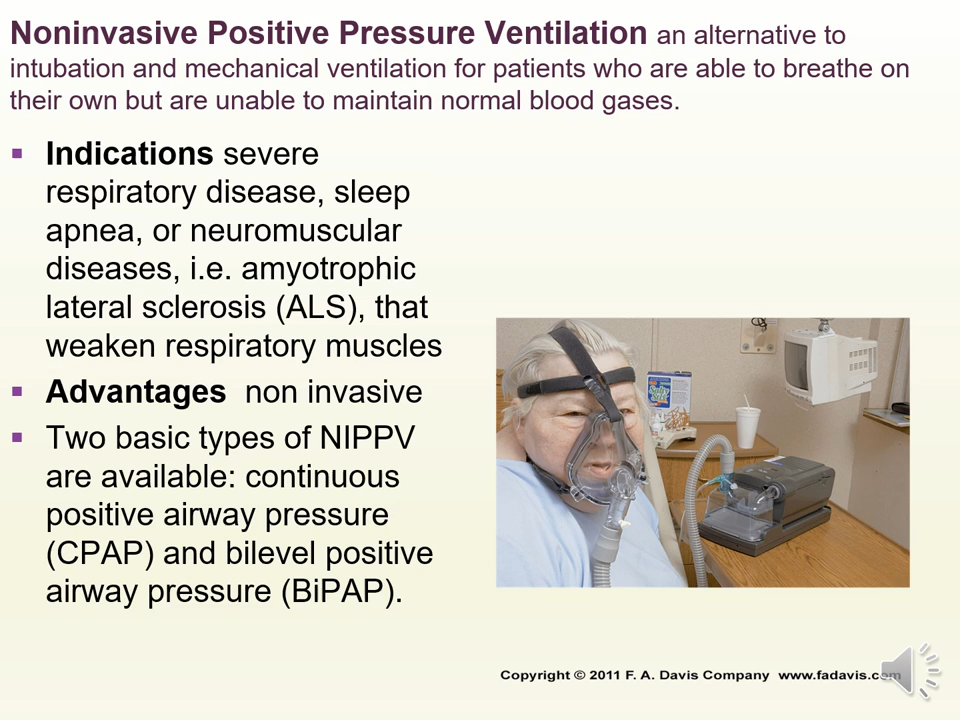 Noninvasive Positive Pressure Ventilation an alternative to
intubation and mechanical ventilation for patients who are able to breathe on
their own but are unable to maintain normal blood gases.
Indications severe
respiratory disease, sleep
apnea, or neuromuscular
diseases, i.e. amyotrophic
lateral sclerosis (ALS), that
weaken respiratory muscles
Advantages non invasive
Two basic types of NIPPV
are available: continuous
positive airway pressure
(CPAP) and bilevel positive
airway pressure (BiPAP).
Copyright © 2011 F. A. Davis Company www.fadavis.com